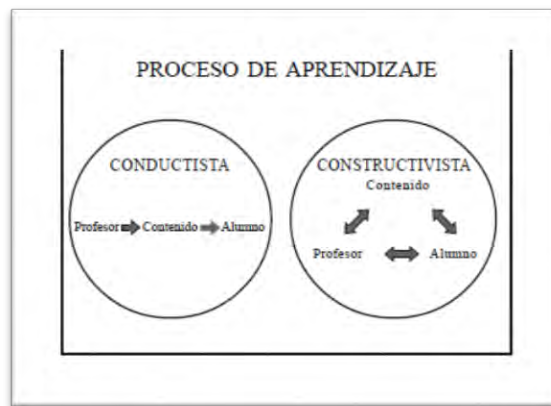 PROCESO DE APRENDIZAJE
CONDUCTISTA
Profesor Contenido Alumno
CONSTRUCTIVISTA
Contenido
Profesor Alumno